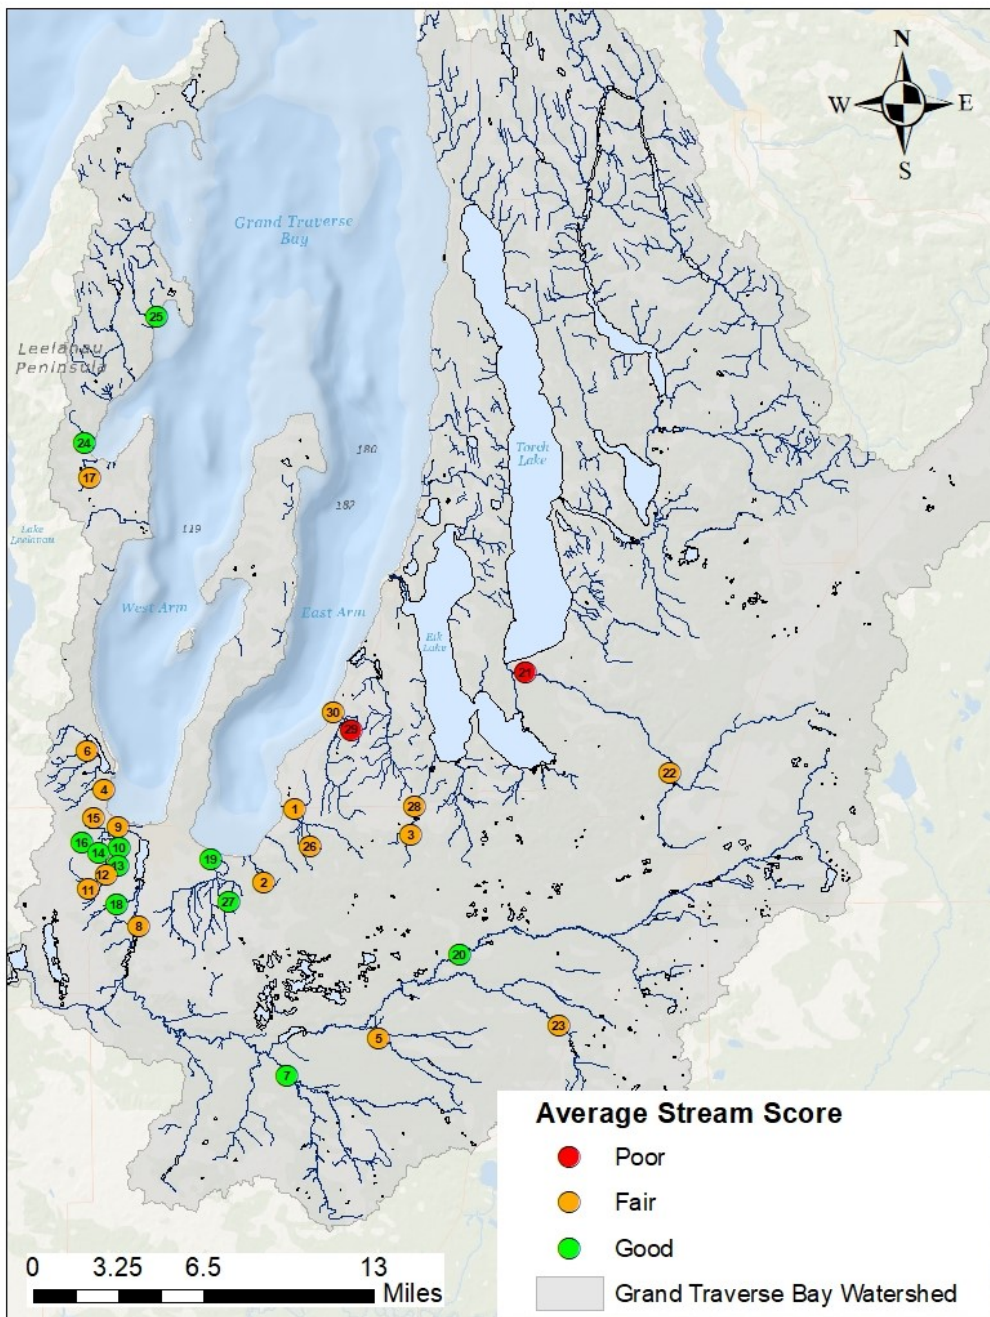 N
W E
S
Grand Traverse
Bay
25
Leelanau
Peninsula
24
180
Torch
Lake
17
187
119
Lake
Leelanau
West Arm
East Arm
Elk
Lake
21
30
29
6
22
4
1
28
15
9
3
16
10
26
14
19
13
12
2
11
27
18
8
20
23
5
7
Average Stream Score
Poor
Fair
Good
Grand Traverse Bay Watershed
0 3.25 6.5 13
Miles